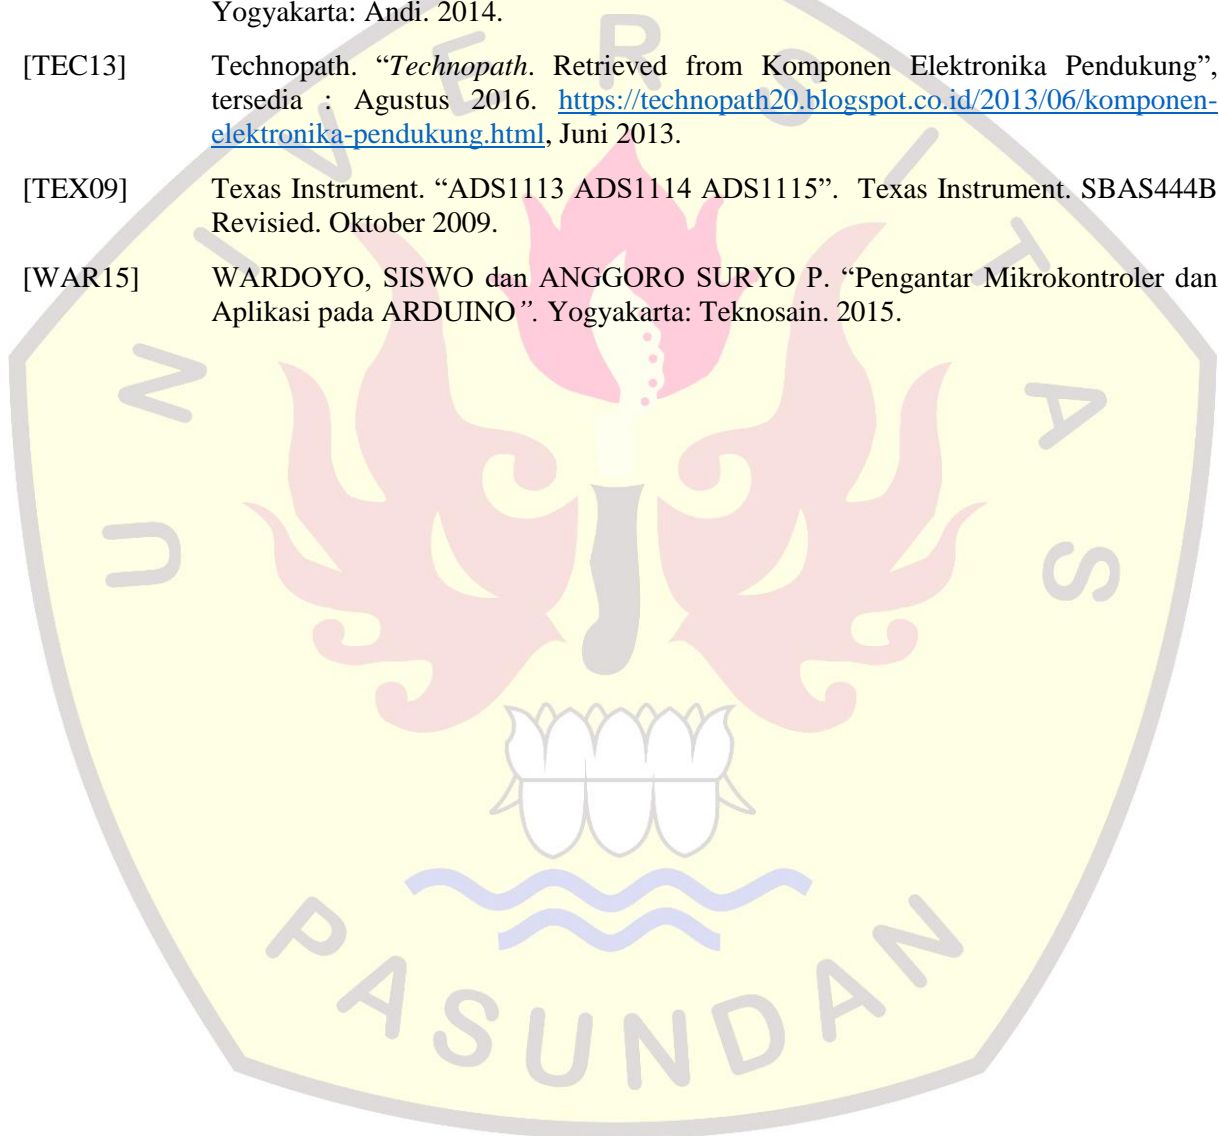 Yogyakarta: Andi. 2014.
[TEC13] Technopath. “Technopath. Retrieved from Komponen Elektronika Pendukung”,
tersedia : Agustus 2016. https://technopath20.blogspot.co.id/2013/06/komponen-
elektronika-pendukung.html, Juni 2013.
[TEX09] Texas Instrument. “ADS1113 ADS1114 ADS1115”. Texas Instrument. SBAS444B
Revisied. Oktober 2009.
[WAR15] WARDOYO, SISWO dan ANGGORO SURYO P. “Pengantar Mikrokontroler dan
Aplikasi pada ARDUINO”. Yogyakarta: Teknosain. 2015.
UNIVERSITAS
PASUNDAN